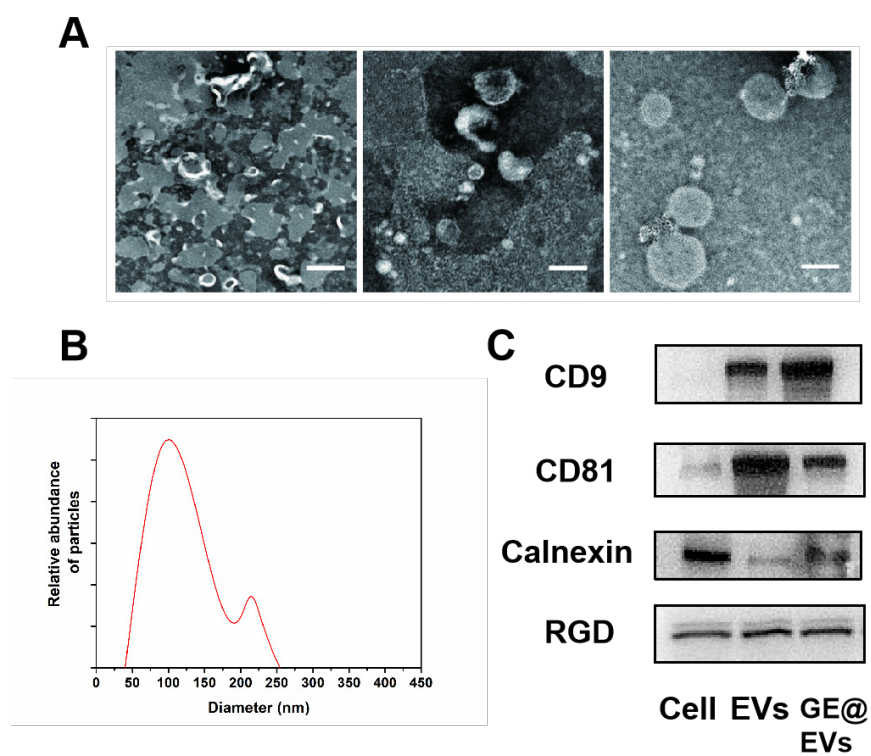 A
B
Relative abundance
of particles
0 50 100 150 200 250 300 350 400 450
Diameter (nm)
C
CD9
CD81
Calnexin
RGD
Cell EVs GE@
EVs